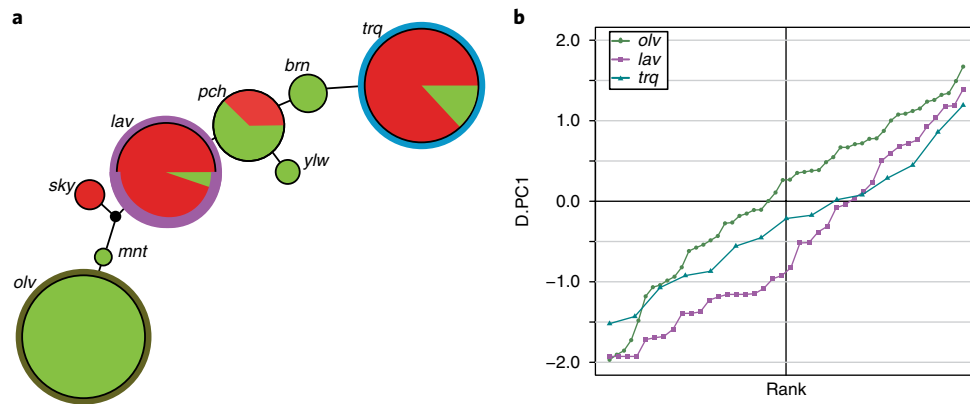 a
trq
brn
pch
lav
ylw
sky
mnt
olv
b
2.0
1.0
0.0
−1.0
−2.0
D.PC1
Rank
olv
lav
trq